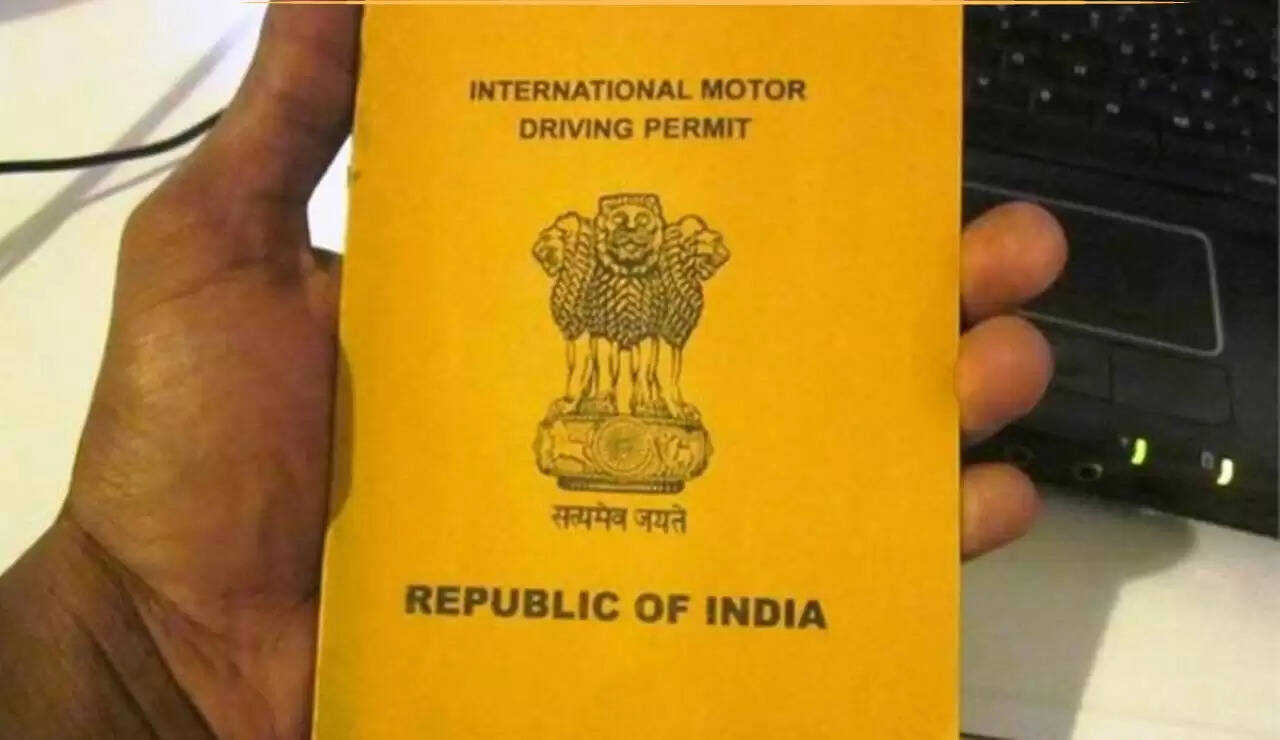 INTERNATIONAL MOTOR
DRIVING PERMIT
सत्यमेव जयते
REPUBLIC OF INDIA